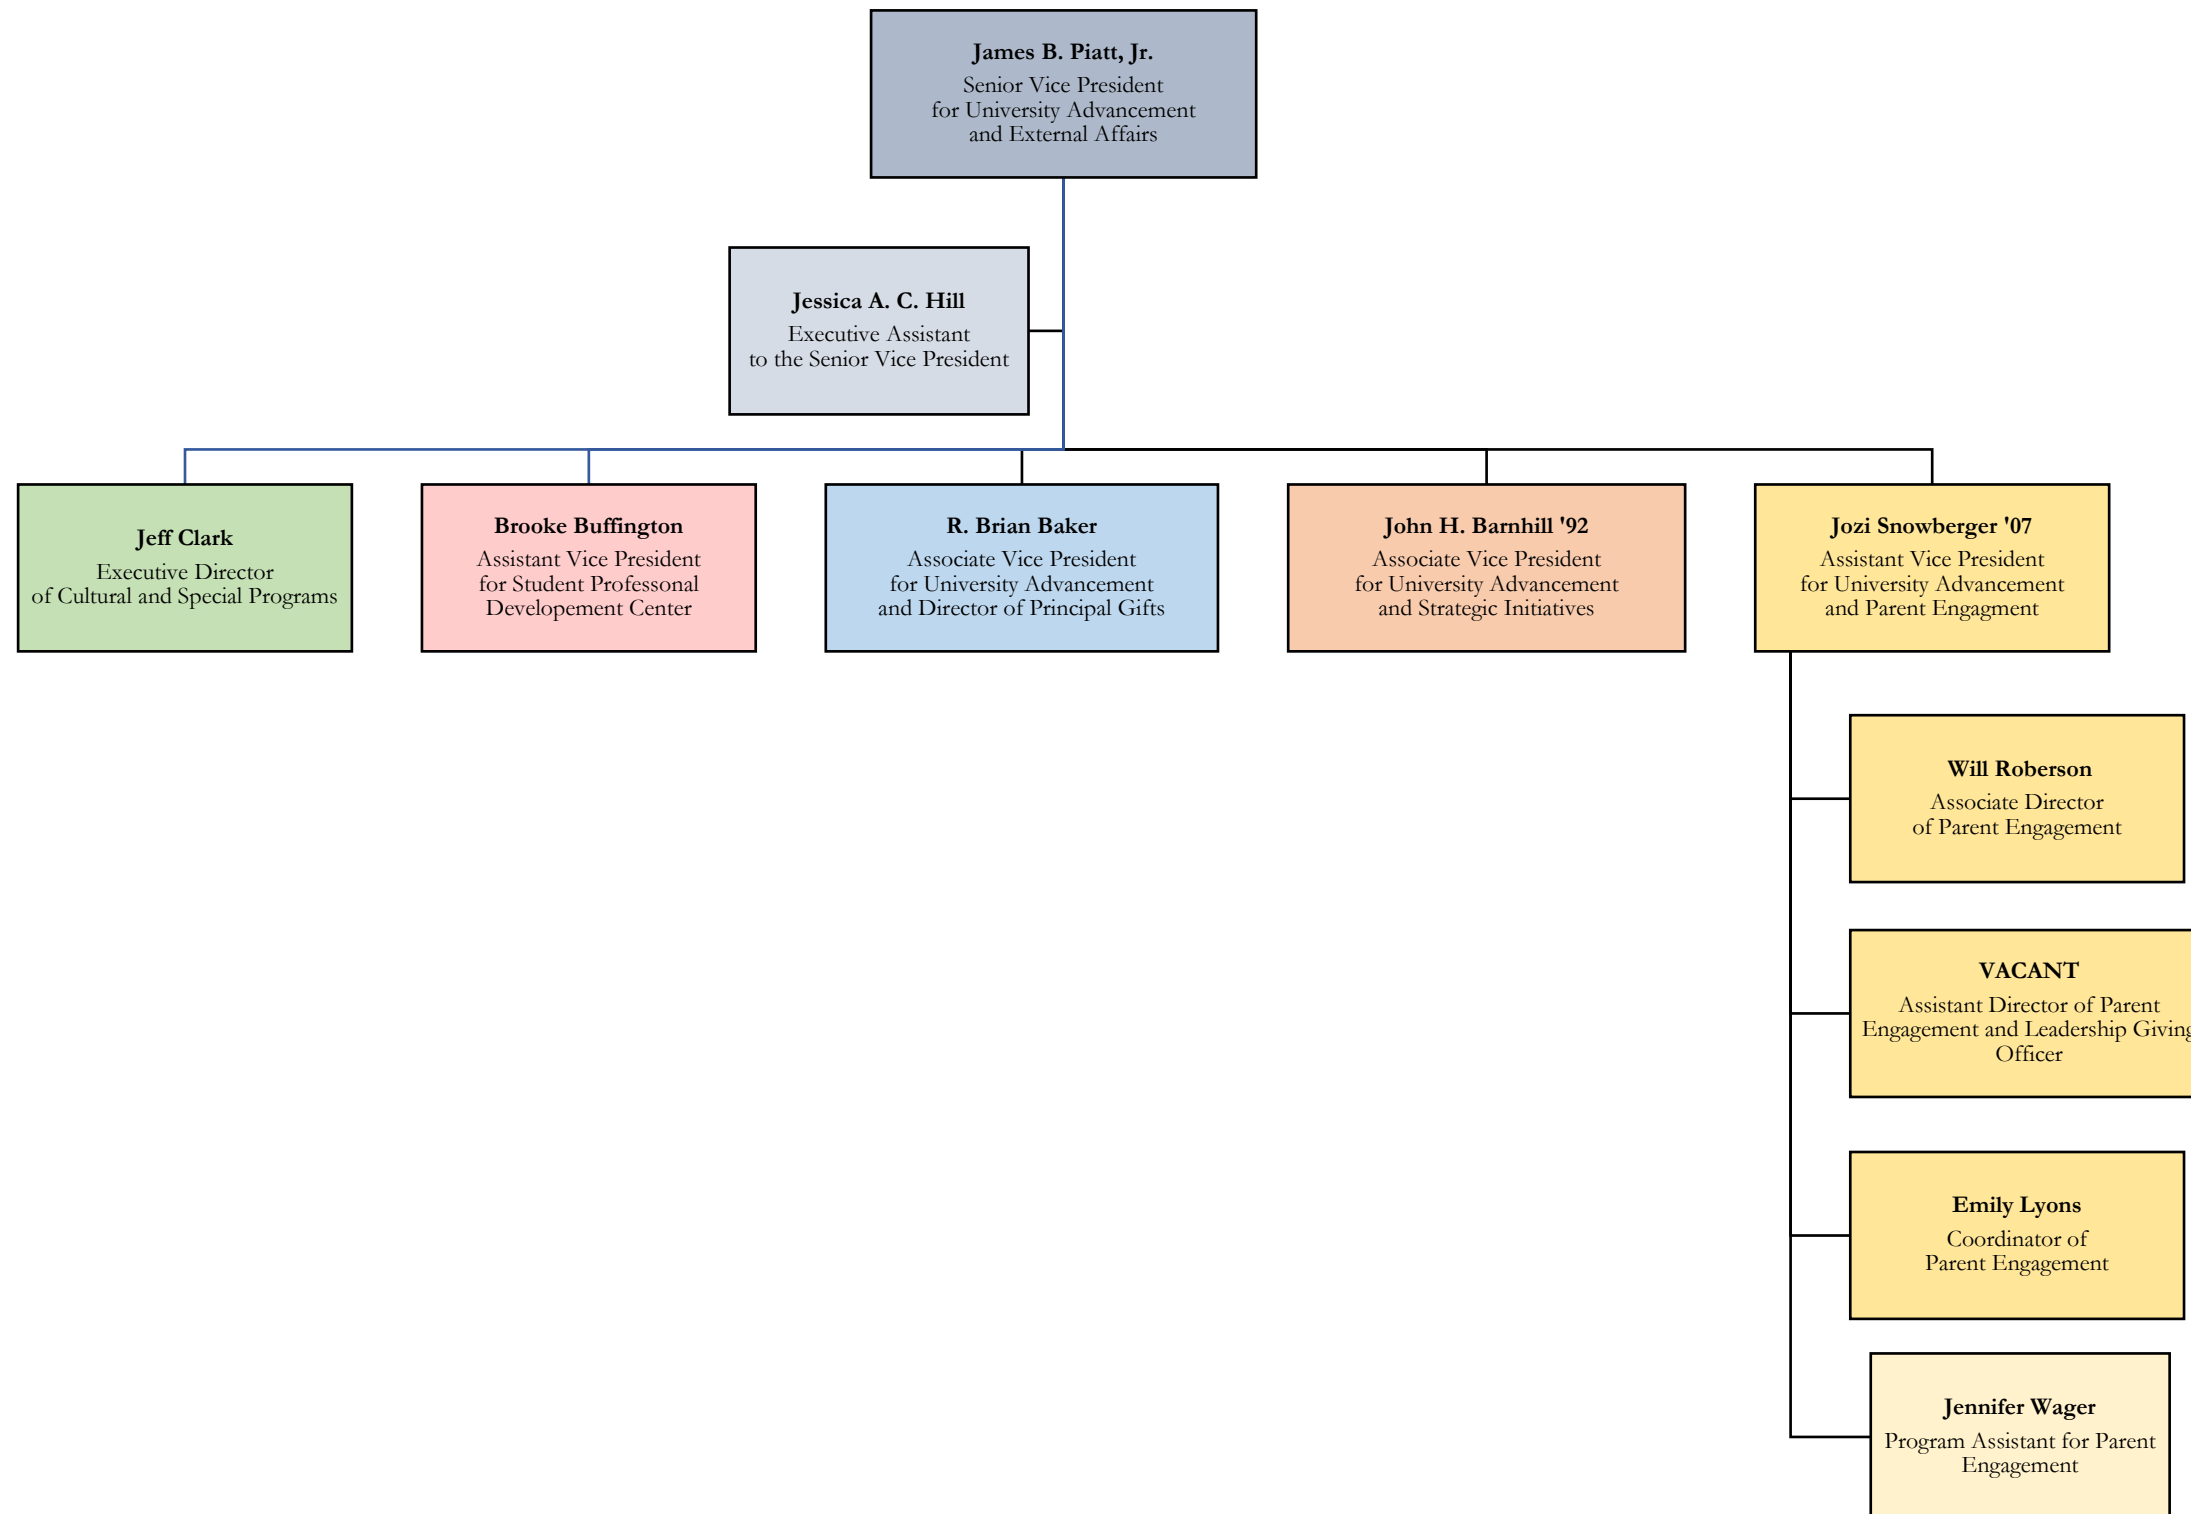 James B. Piatt, Jr.
Senior Vice President
for University Advancement
and External Affairs
Jessica A. C. Hill
Executive Assistant
to the Senior Vice President
Jeff Clark
Executive Director
of Cultural and Special Programs
Brooke Buffington
Assistant Vice President
for Student Professonal
Developement Center
R. Brian Baker
Associate Vice President
for University Advancement
and Director of Principal Gifts
John H. Barnhill '92
Associate Vice President
for University Advancement
and Strategic Initiatives
Jozi Snowberger '07
Assistant Vice President
for University Advancement
and Parent Engagment
Will Roberson
Associate Director
of Parent Engagement
VACANT
Assistant Director of Parent
Engagement and Leadership Giving
Officer
Emily Lyons
Coordinator of
Parent Engagement
Jennifer Wager
Program Assistant for Parent
Engagement